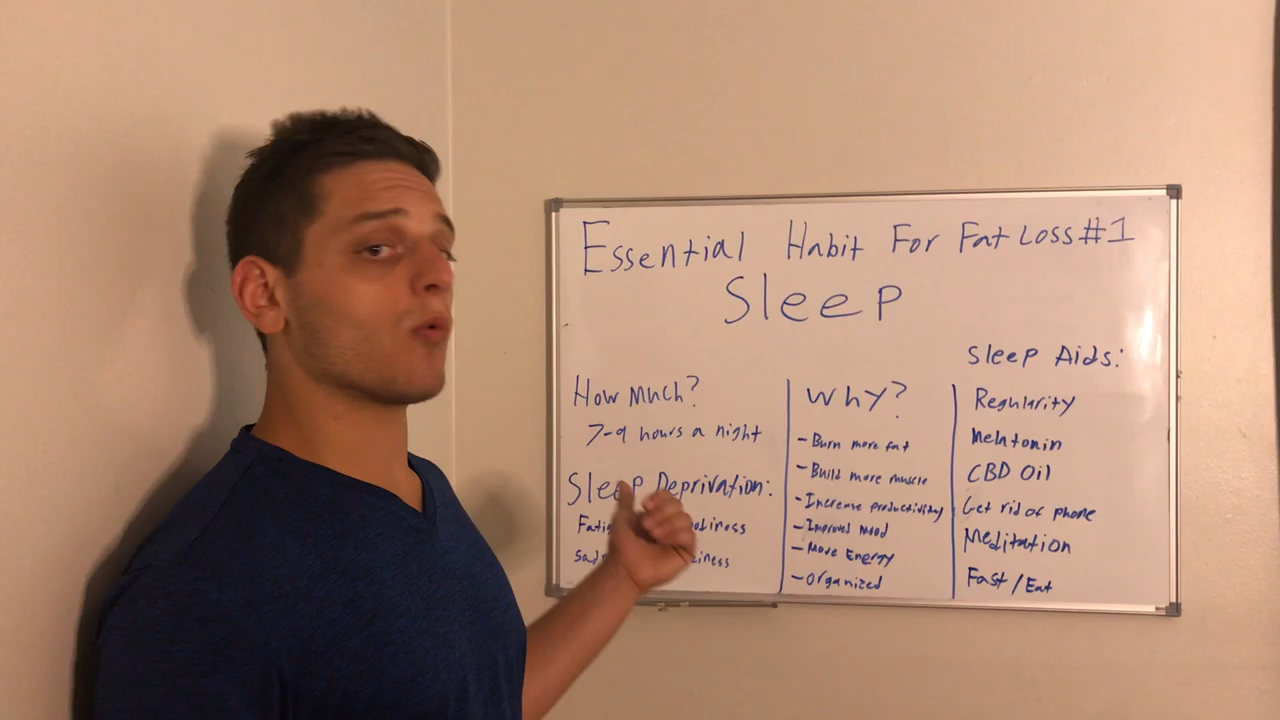 Essential Habit For Fat Loss #1
Sleep
How Much?
7-9 hours a night
Sleep Deprivation:
Why?
- Burn more fat
- Build more muscle
- Increase productivity
- Improved mood
- More Energy
- Organized
Sleep Aids:
Regularity
Melatonin
CBD Oil
Get rid of phone
Meditation
Fast / Eat